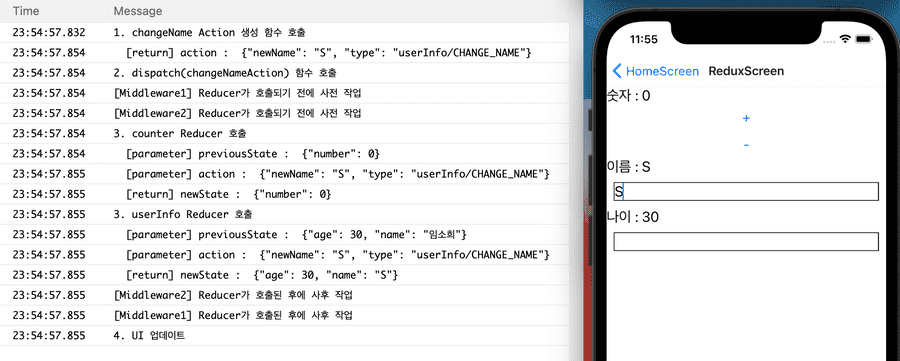 Time Message
23:54:57.832 1. changeName Action 생성 함수 호출
23:54:57.854 [return] action : {"newName": "S", "type": "userInfo/CHANGE_NAME"}
23:54:57.854 2. dispatch(changeNameAction) 함수 호출
23:54:57.854 [Middleware1] Reducer가 호출되기 전에 사전 작업
23:54:57.854 [Middleware2] Reducer가 호출되기 전에 사전 작업
23:54:57.854 3. counter Reducer 호출
23:54:57.854 [parameter] previousState : {"number": 0}
23:54:57.854 [parameter] action : {"newName": "S", "type": "userInfo/CHANGE_NAME"}
23:54:57.855 [return] newState : {"number": 0}
23:54:57.855 3. userInfo Reducer 호출
23:54:57.855 [parameter] previousState : {"age": 30, "name": "임소희"}
23:54:57.855 [parameter] action : {"newName": "S", "type": "userInfo/CHANGE_NAME"}
23:54:57.855 [return] newState : {"age": 30, "name": "S"}
23:54:57.855 [Middleware2] Reducer가 호출된 후에 사후 작업
23:54:57.855 [Middleware1] Reducer가 호출된 후에 사후 작업
23:54:57.855 4. UI 업데이트
11:55
HomeScreen ReduxScreen
숫자 : 0
+
-
이름 : S
S
나이 : 30